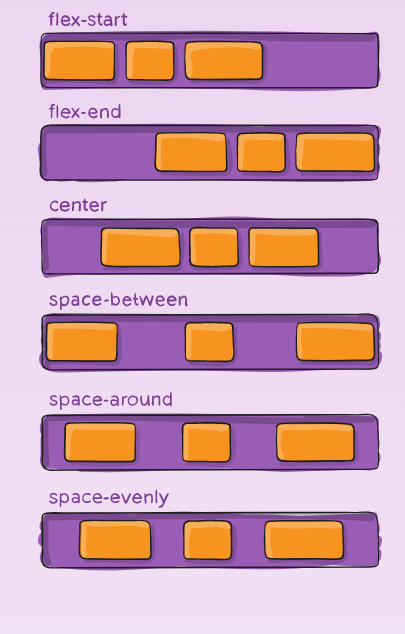 flex-start
flex-end
center
space-between
space-around
space-evenly